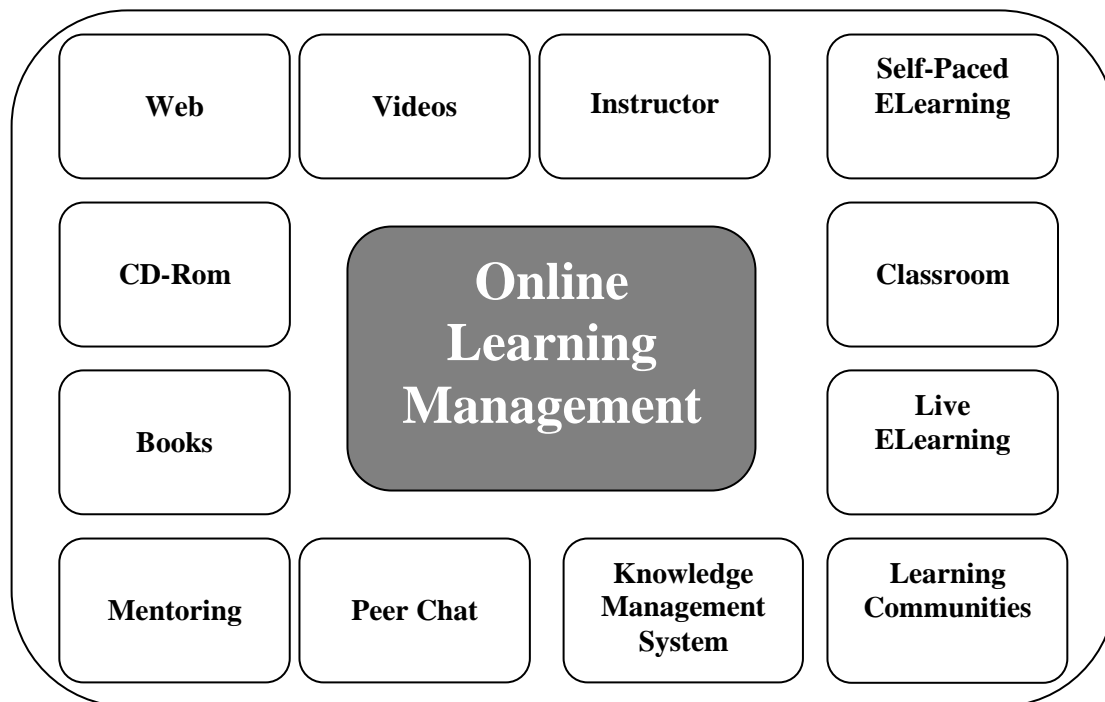 Web
Videos
Instructor
Self-Paced
ELearning
CD-Rom
Online
Learning
Management
Classroom
Books
Live
ELearning
Mentoring
Peer Chat
Knowledge
Management
System
Learning
Communities